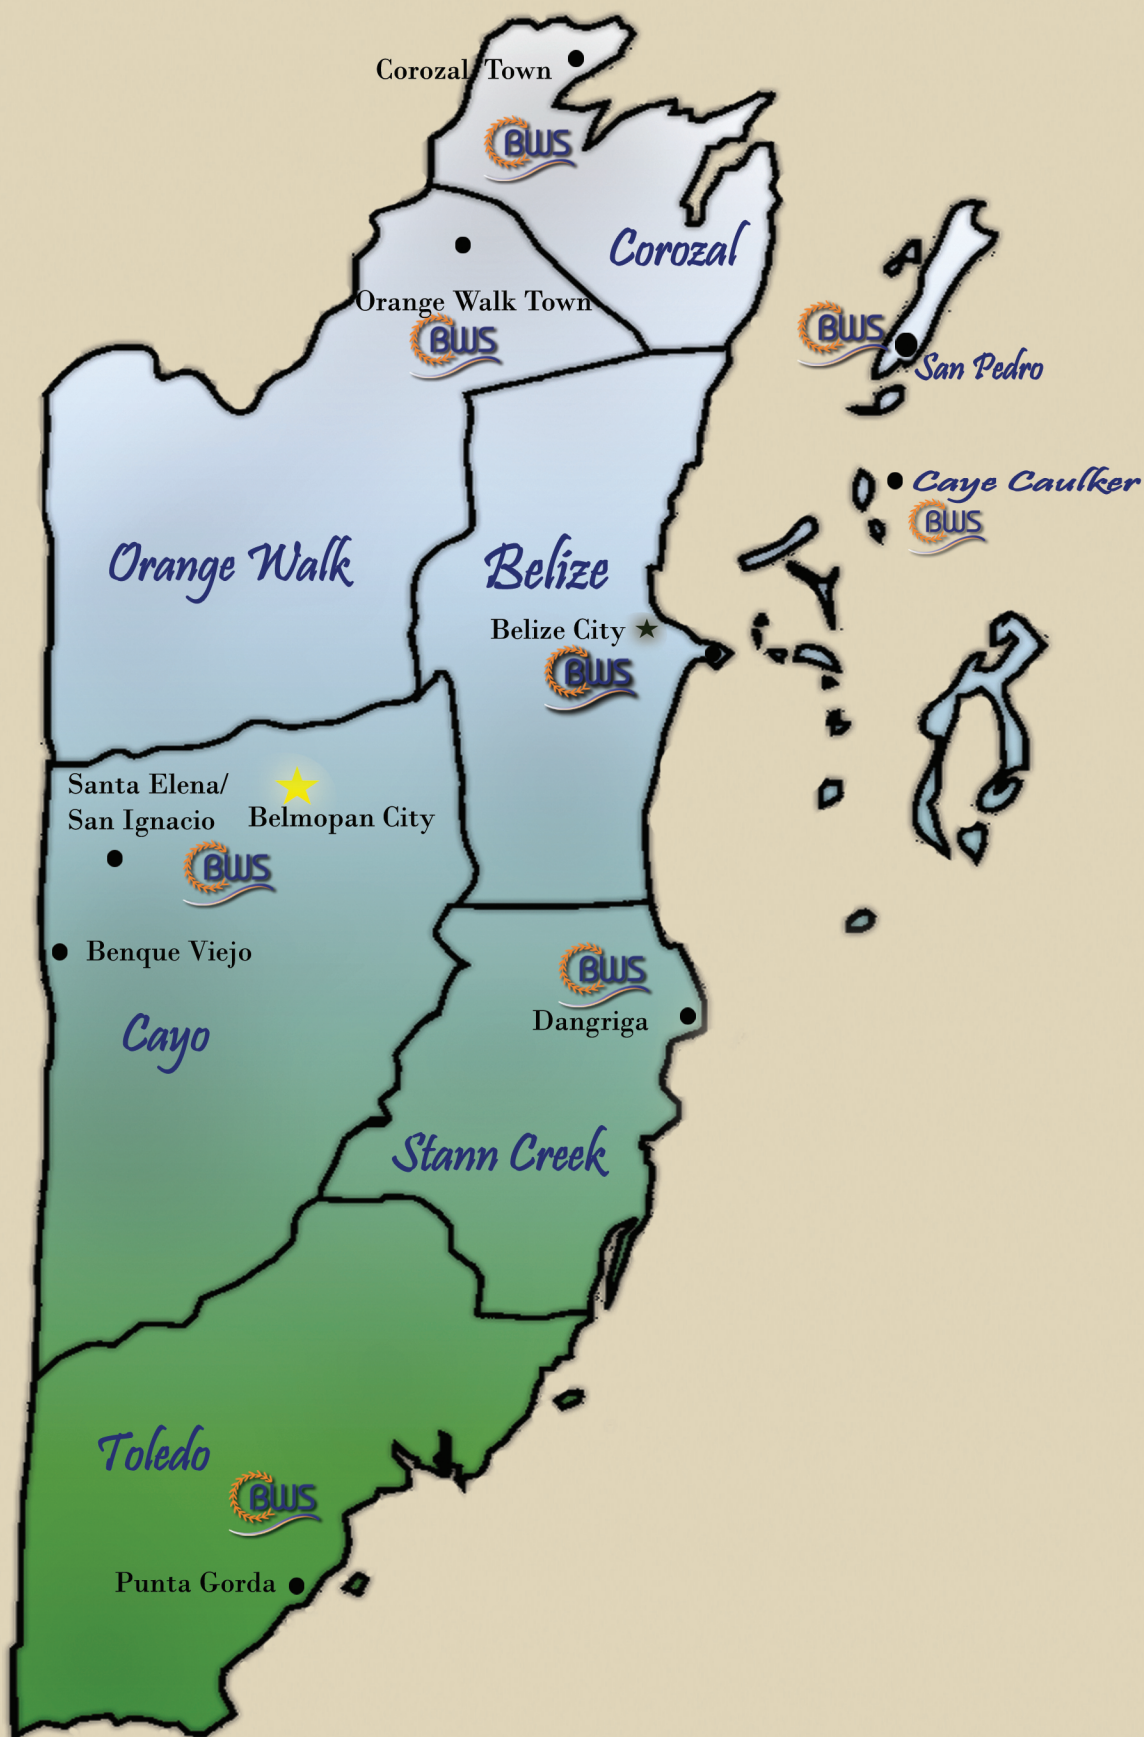 Corozal Town
BWS
Corozal
Orange Walk Town
BWS
BWS
San Pedro
Caye Caulker
BWS
Orange Walk
Belize
Belize City
BWS
Santa Elena/
San Ignacio
Belmopan City
BWS
Benque Viejo
BWS
Dangriga
Cayo
Stann Creek
Toledo
BWS
Punta Gorda